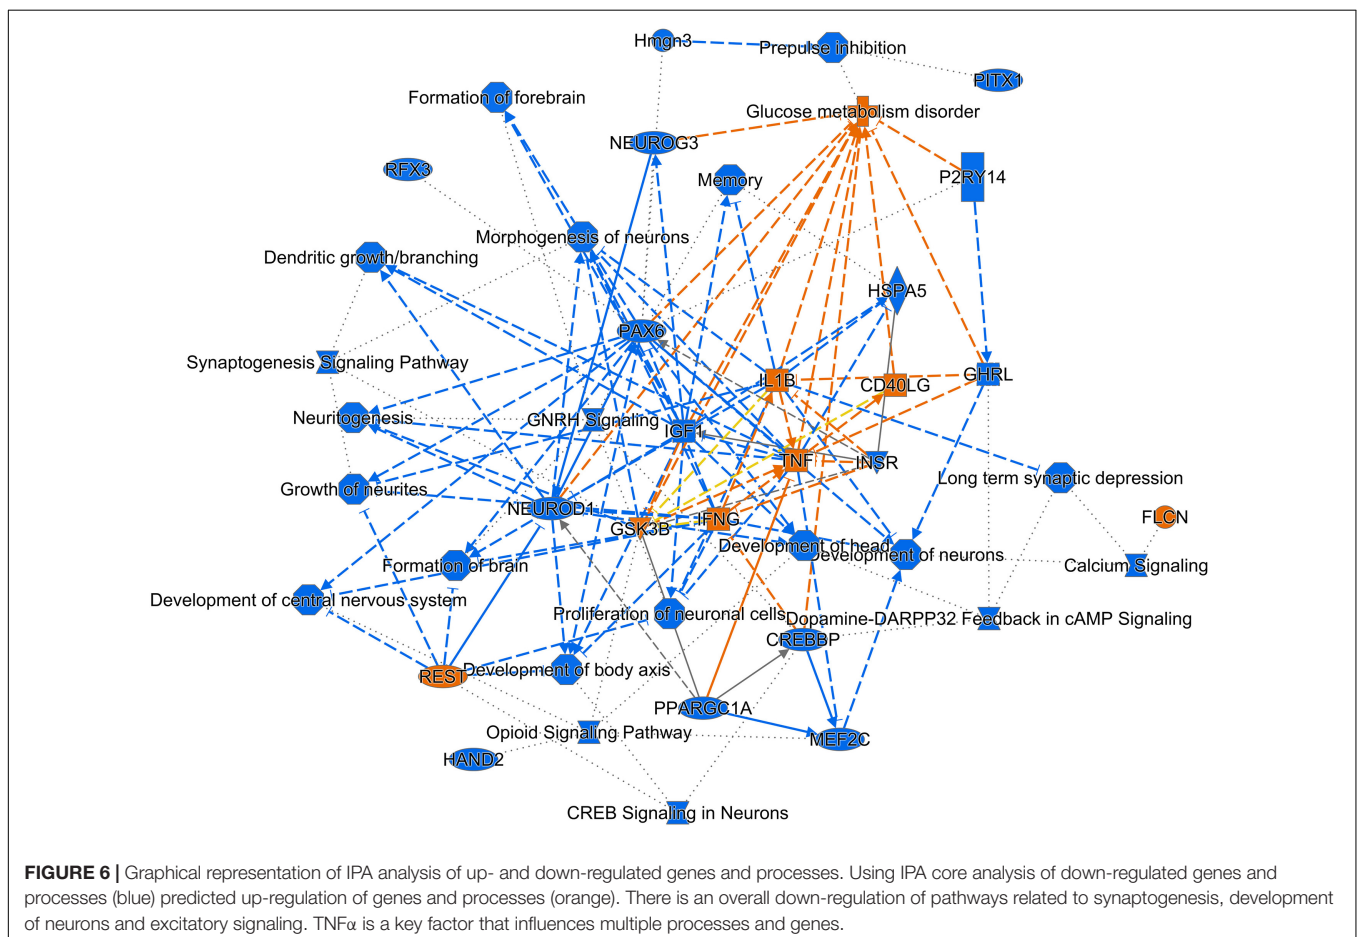 Hmgn3
Prepulse inhibition
PITX1
Formation of forebrain
Glucose metabolism disorder
NEUROG3
RFX3
Memory
P2RY14
Morphogenesis of neurons
Dendritic growth/branching
HSPA5
PAX6
Synaptogenesis Signaling Pathway
IL1B
CD40LG
GHRL
Neuritogenesis
GNRH Signaling
IGF1
TNF
INSR
Long term synaptic depression
Growth of neurites
NEUROD1
GSK3B
IFNG
FLCN
Development of head
Development of neurons
Formation of brain
Calcium Signaling
Development of central nervous system
Proliferation of neuronal cells
Dopamine-DARPP32 Feedback in cAMP Signaling
CREBBP
REST
Development of body axis
PPARGC1A
Opioid Signaling Pathway
MEF2C
HAND2
CREB Signaling in Neurons
FIGURE 6 | Graphical representation of IPA analysis of up- and down-regulated genes and processes. Using IPA core analysis of down-regulated genes and
processes (blue) predicted up-regulation of genes and processes (orange). There is an overall down-regulation of pathways related to synaptogenesis, development
of neurons and excitatory signaling. TNFα is a key factor that influences multiple processes and genes.